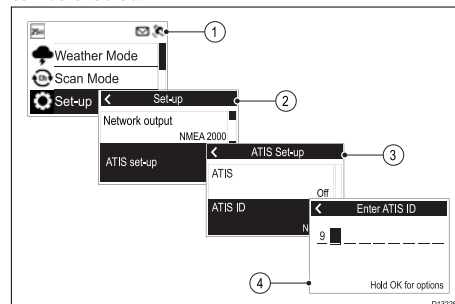 25W
1
Weather Mode
Scan Mode
Set-up
Set-up
2
Network output
NMEA 2000
ATIS set-up
ATIS Set-up
3
ATIS
Off
ATIS ID
N
Enter ATIS ID
9 _ _ _ _ _ _ _ _
4
Hold OK for options